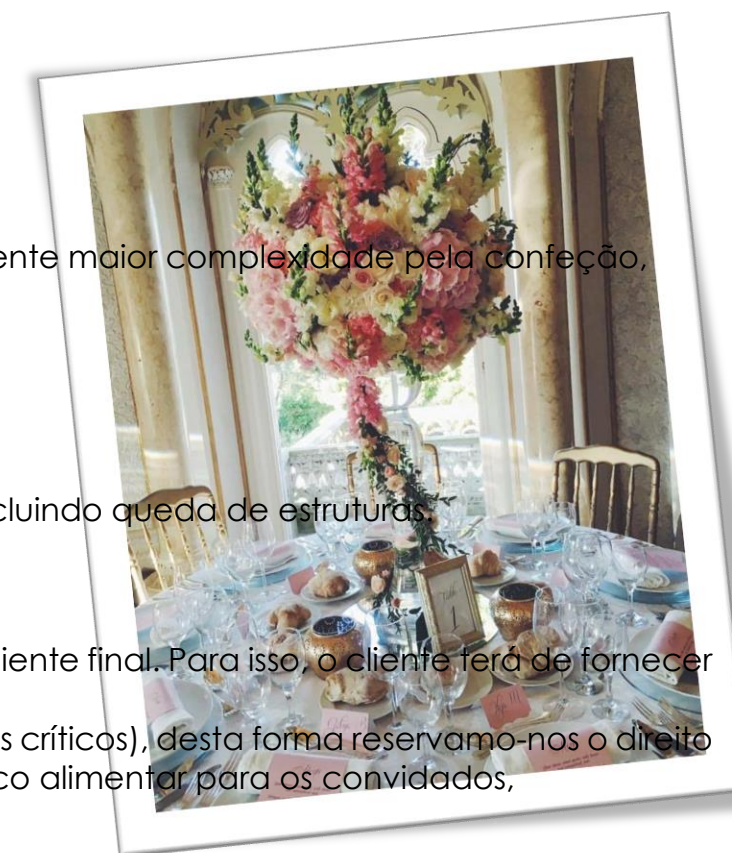 ente maior complexidade pela confeção,
cluindo queda de estruturas.
iente final. Para isso, o cliente terá de fornecer
s críticos), desta forma reservamo-nos o direito
co alimentar para os convidados,
1